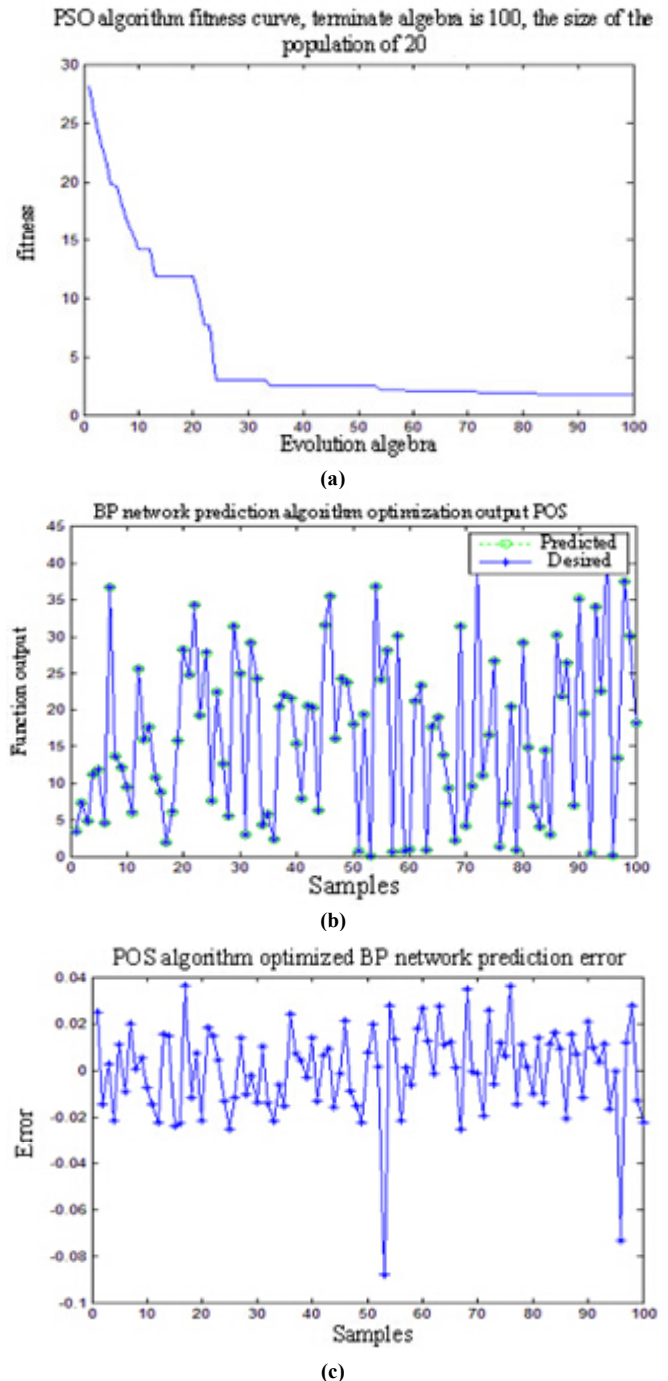 PSO algorithm fitness curve, terminate algebra is 100, the size of the
population of 20
30
25
20
15
10
5
0
fitness
0 10 20 30 40 50 60 70 80 90 100
Evolution algebra
(a)
BP network prediction algorithm optimization output POS
45
40
35
30
25
20
15
10
5
0
Function output
Predicted
Desired
0 10 20 30 40 50 60 70 80 90 100
Samples
(b)
POS algorithm optimized BP network prediction error
0.04
0.02
0
-0.02
-0.04
-0.06
-0.08
-0.1
Error
0 10 20 30 40 50 60 70 80 90 100
Samples
(c)